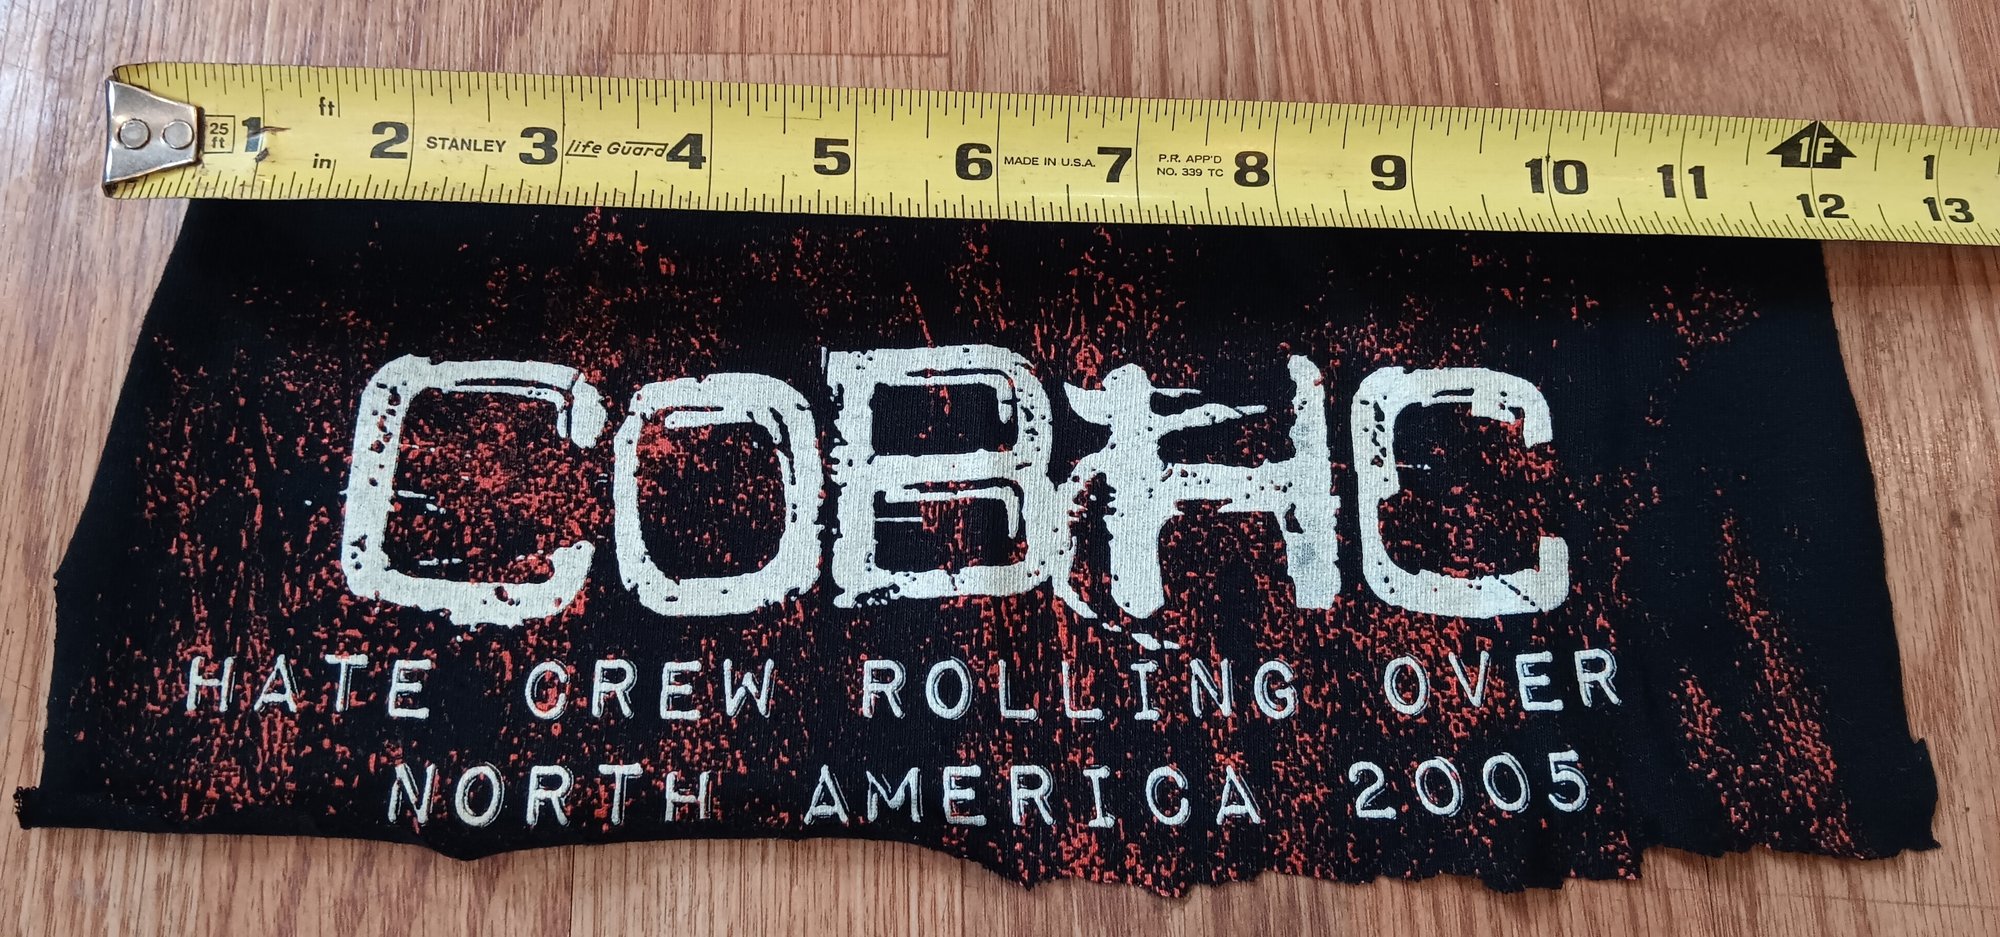 25 ft 1 ft in 2 STANLEY 3 Life Guard 4 5 6 MADE IN U.S.A. 7 P.R. APP'D NO. 339 TC 8 9 10 11 1F 12 1 13
CoBHC
HATE CREW ROLLING OVER
NORTH AMERICA 2005